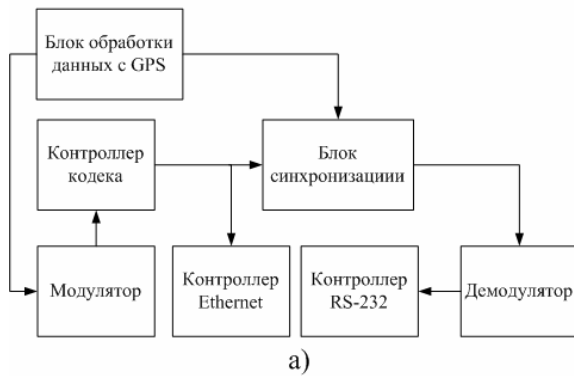 Блок обработки
данных с GPS
Контроллер
кодека
Блок
синхронизациии
Модулятор
Контроллер
Ethernet
Контроллер
RS-232
Демодулятор
а)